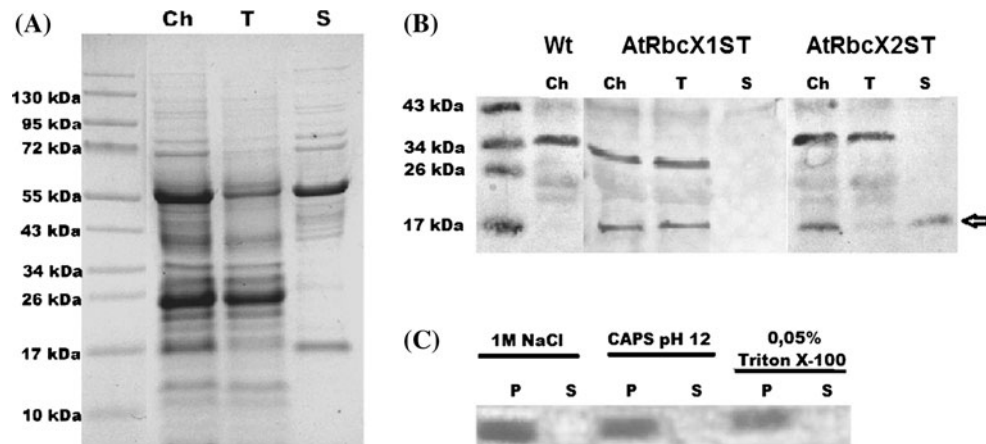 (A)
Ch T S
130 kDa
95 kDa
72 kDa
55 kDa
43 kDa
34 kDa
26 kDa
17 kDa
10 kDa
(B)
Wt AtRbcX1ST AtRbcX2ST
Ch Ch T S Ch T S
43 kDa
34 kDa
26 kDa
17 kDa
(C)
1M NaCl CAPS pH 12 0,05%
Triton X-100
P S P S P S